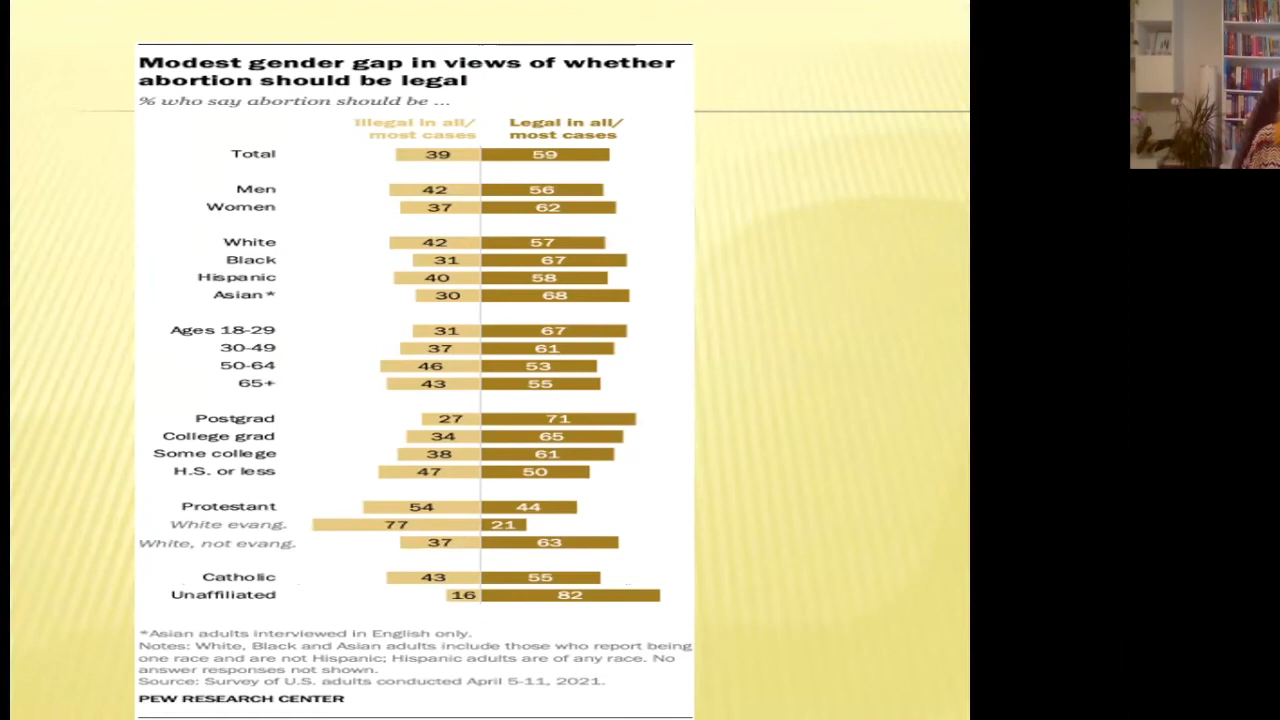 Modest gender gap in views of whether
abortion should be legal
% who say abortion should be ...
Illegal in all/ most cases
Legal in all/ most cases
Total 39 59
Men 42 56
Women 37 62
White 42 57
Black 31 67
Hispanic 40 58
Asian* 30 68
Ages 18-29 31 67
30-49 37 61
50-64 46 53
65+ 43 55
Postgrad 27 71
College grad 34 65
Some college 38 61
H.S. or less 47 50
Protestant 54 44
White evang. 77 21
White, not evang. 37 63
Catholic 43 55
Unaffiliated 16 82
*Asian adults interviewed in English only.
Notes: White, Black and Asian adults include those who report being
one race and are not Hispanic; Hispanic adults are of any race. No
answer responses not shown.
Source: Survey of U.S. adults conducted April 5-11, 2021.
PEW RESEARCH CENTER